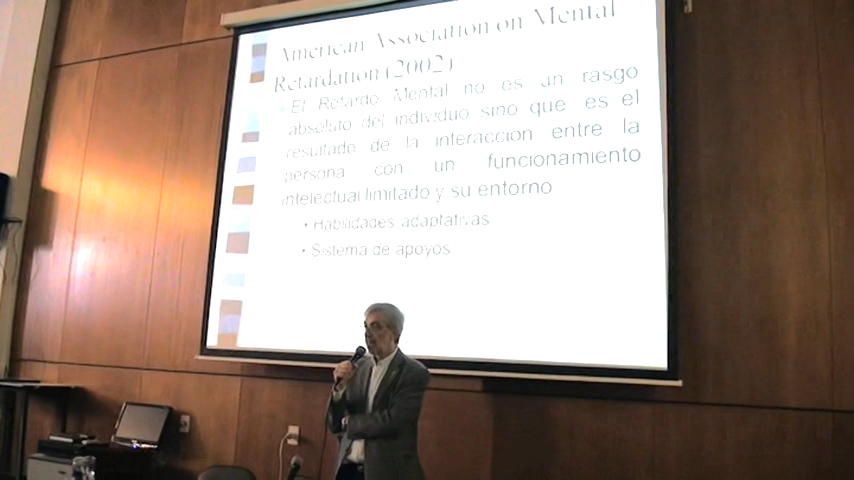 American Association on Mental
Retardation (2002)
El Retardo Mental no es un rasgo
absoluto del individuo sino que es el
resultado de la interacción entre la
persona con un funcionamiento
intelectual limitado y su entorno
• Habilidades adaptativas
• Sistema de apoyos